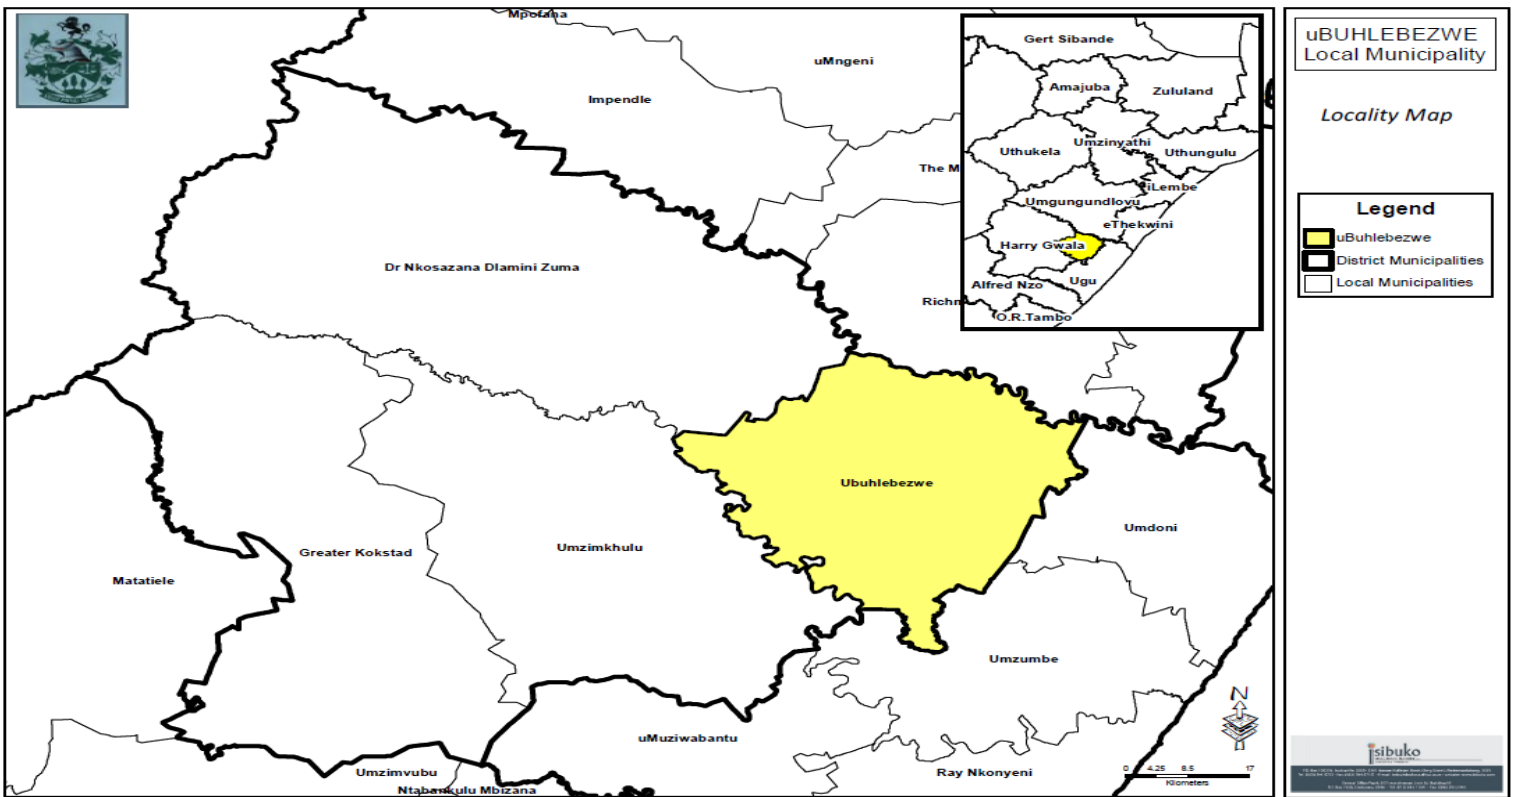 Mpofana
uMngeni
Impendle
The M
Dr Nkosazana Dlamini Zuma
Richm
Ubuhlebezwe
Umdoni
Umzimkhulu
Greater Kokstad
Matatiele
Umzumbe
uMuziwabantu
Ray Nkonyeni
Umzimvubu
Ntabankulu Mbizana
Gert Sibande
Amajuba
Zululand
Umzinyathi
Uthukela
Uthungulu
iLembe
Umgungundlovu
eThekwini
Harry Gwala
Ugu
Alfred Nzo
O.R.Tambo
N
0 4.25 8.5 17
Kilometers
uBUHLEBEZWE
Local Municipality
Locality Map
Legend
uBuhlebezwe
District Municipalities
Local Municipalities
isibuko